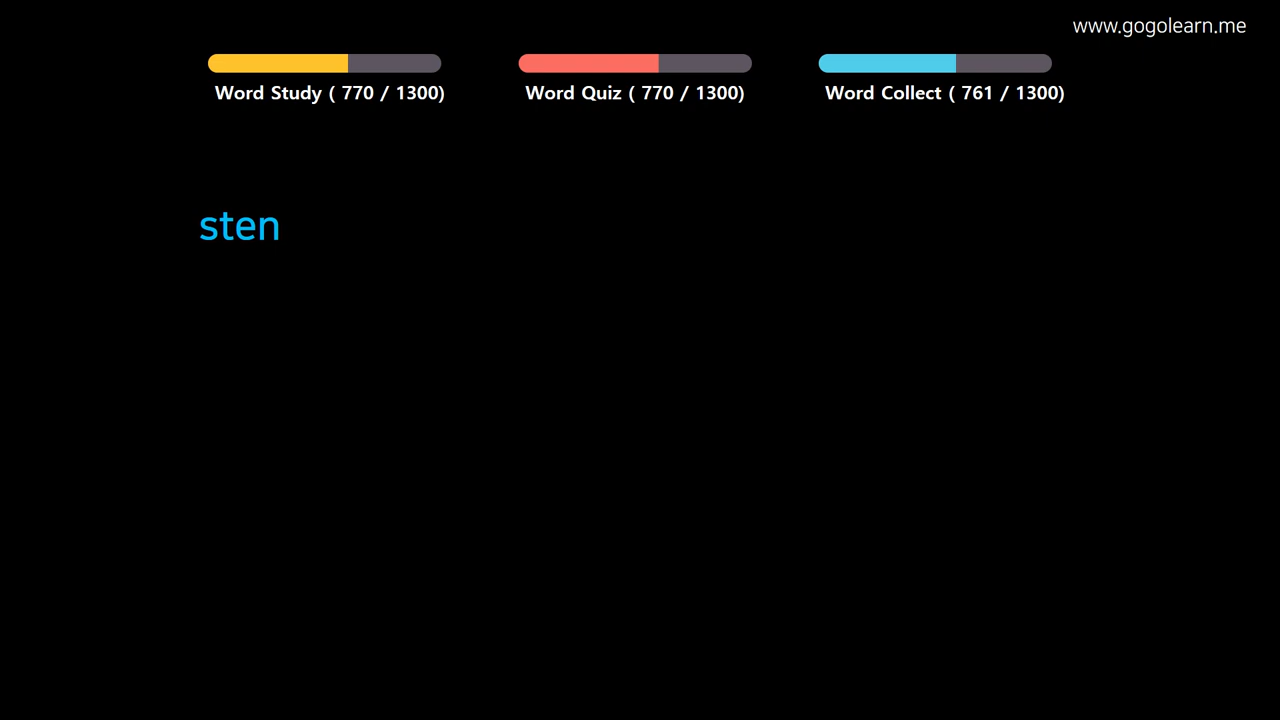 www.gogolearn.me
Word Study ( 770 / 1300)
Word Quiz ( 770 / 1300)
Word Collect ( 761 / 1300)
sten